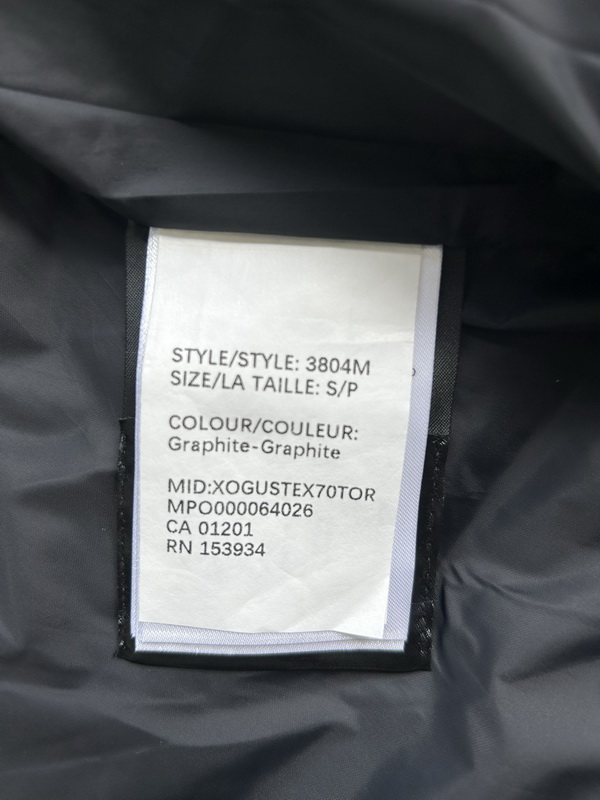 STYLE/STYLE: 3804M
SIZE/LA TAILLE: S/P
COLOUR/COULEUR:
Graphite-Graphite
MID:XOGUSTEX70TOR
MPO000064026
CA 01201
RN 153934